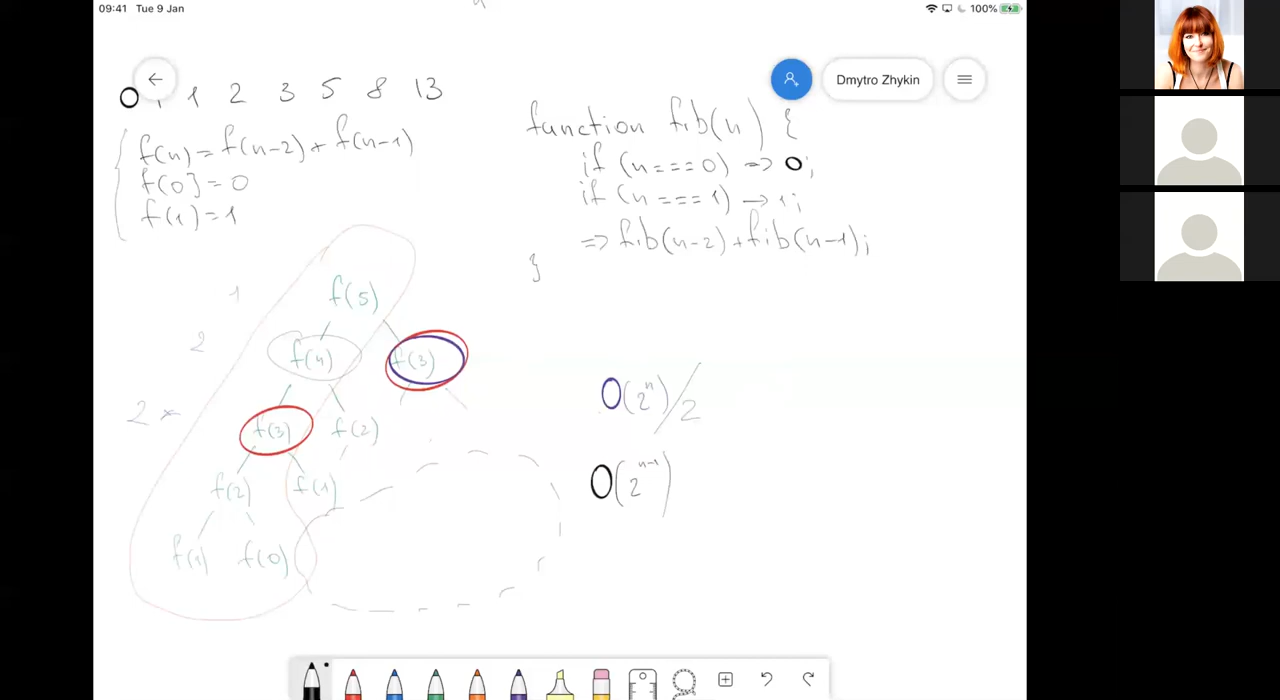 09:41 Tue 9 Jan
100%
Dmytro Zhykin
0, 1 2 3 5 8 13
f(n)=f(n-2)+f(n-1)
f(0)=0
f(1)=1
function fib(n) {
if (n===0) => 0;
if (n===1) → 1;
=> fib(n-2)+fib(n-1);
}
1
f(5)
2
f(4) f(3)
2 *
f(3) f(2)
f(2) f(1)
f(1) f(0)
O(2ⁿ)/2
O(2ⁿ⁻¹)